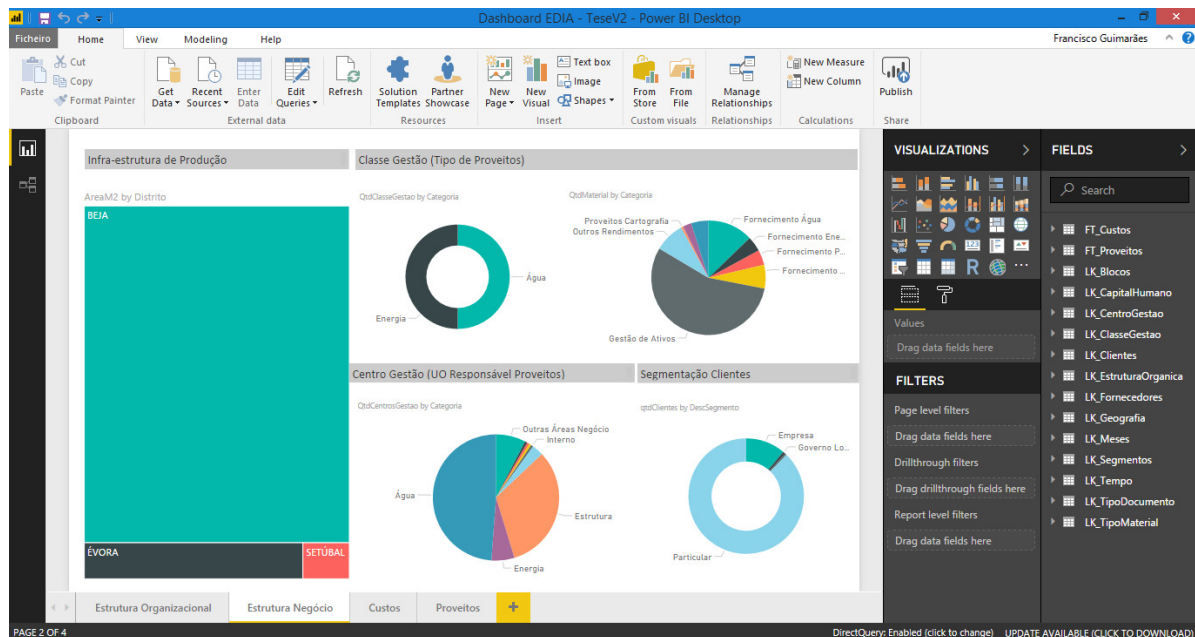 Dashboard EDIA - TeseV2 - Power BI Desktop
Ficheiro Home View Modeling Help Francisco Guimarães
Paste
Cut
Copy
Format Painter
Get Data
Recent Sources
Enter Data
Edit Queries
Refresh
Solution Templates
Partner Showcase
New Page
New Visual
Text box
Image
Shapes
From Store
From File
Manage Relationships
New Measure
New Column
Publish
Clipboard External data Resources Insert Custom visuals Relationships Calculations Share
Infra-estrutura de Produção
AreaM2 by Distrito
BEJA
ÉVORA
SETÚBAL
Classe Gestão (Tipo de Proveitos)
QtdClasseGestao by Categoria
Água
Energia
QtdMaterial by Categoria
Proveitos Cartografia
Outros Rendimentos
Fornecimento Água
Fornecimento Ene...
Fornecimento P...
Fornecimento ...
Gestão de Ativos
Centro Gestão (UO Responsável Proveitos)
QtdCentrosGestao by Categoria
Outras Áreas Negócio
Interno
Água
Estrutura
Energia
Segmentação Clientes
qtdClientes by DescSegmento
Empresa
Governo Lo...
Particular
VISUALIZATIONS
123
R
Values
Drag data fields here
FILTERS
Page level filters
Drag data fields here
Drillthrough filters
Drag drillthrough fields here
Report level filters
Drag data fields here
FIELDS
Search
FT_Custos
FT_Proveitos
LK_Blocos
LK_CapitalHumano
LK_CentroGestao
LK_ClasseGestao
LK_Clientes
LK_EstruturaOrganica
LK_Fornecedores
LK_Geografia
LK_Meses
LK_Segmentos
LK_Tempo
LK_TipoDocumento
LK_TipoMaterial
Estrutura Organizacional Estrutura Negócio Custos Proveitos +
PAGE 2 OF 4 DirectQuery: Enabled (click to change) UPDATE AVAILABLE (CLICK TO DOWNLOAD)